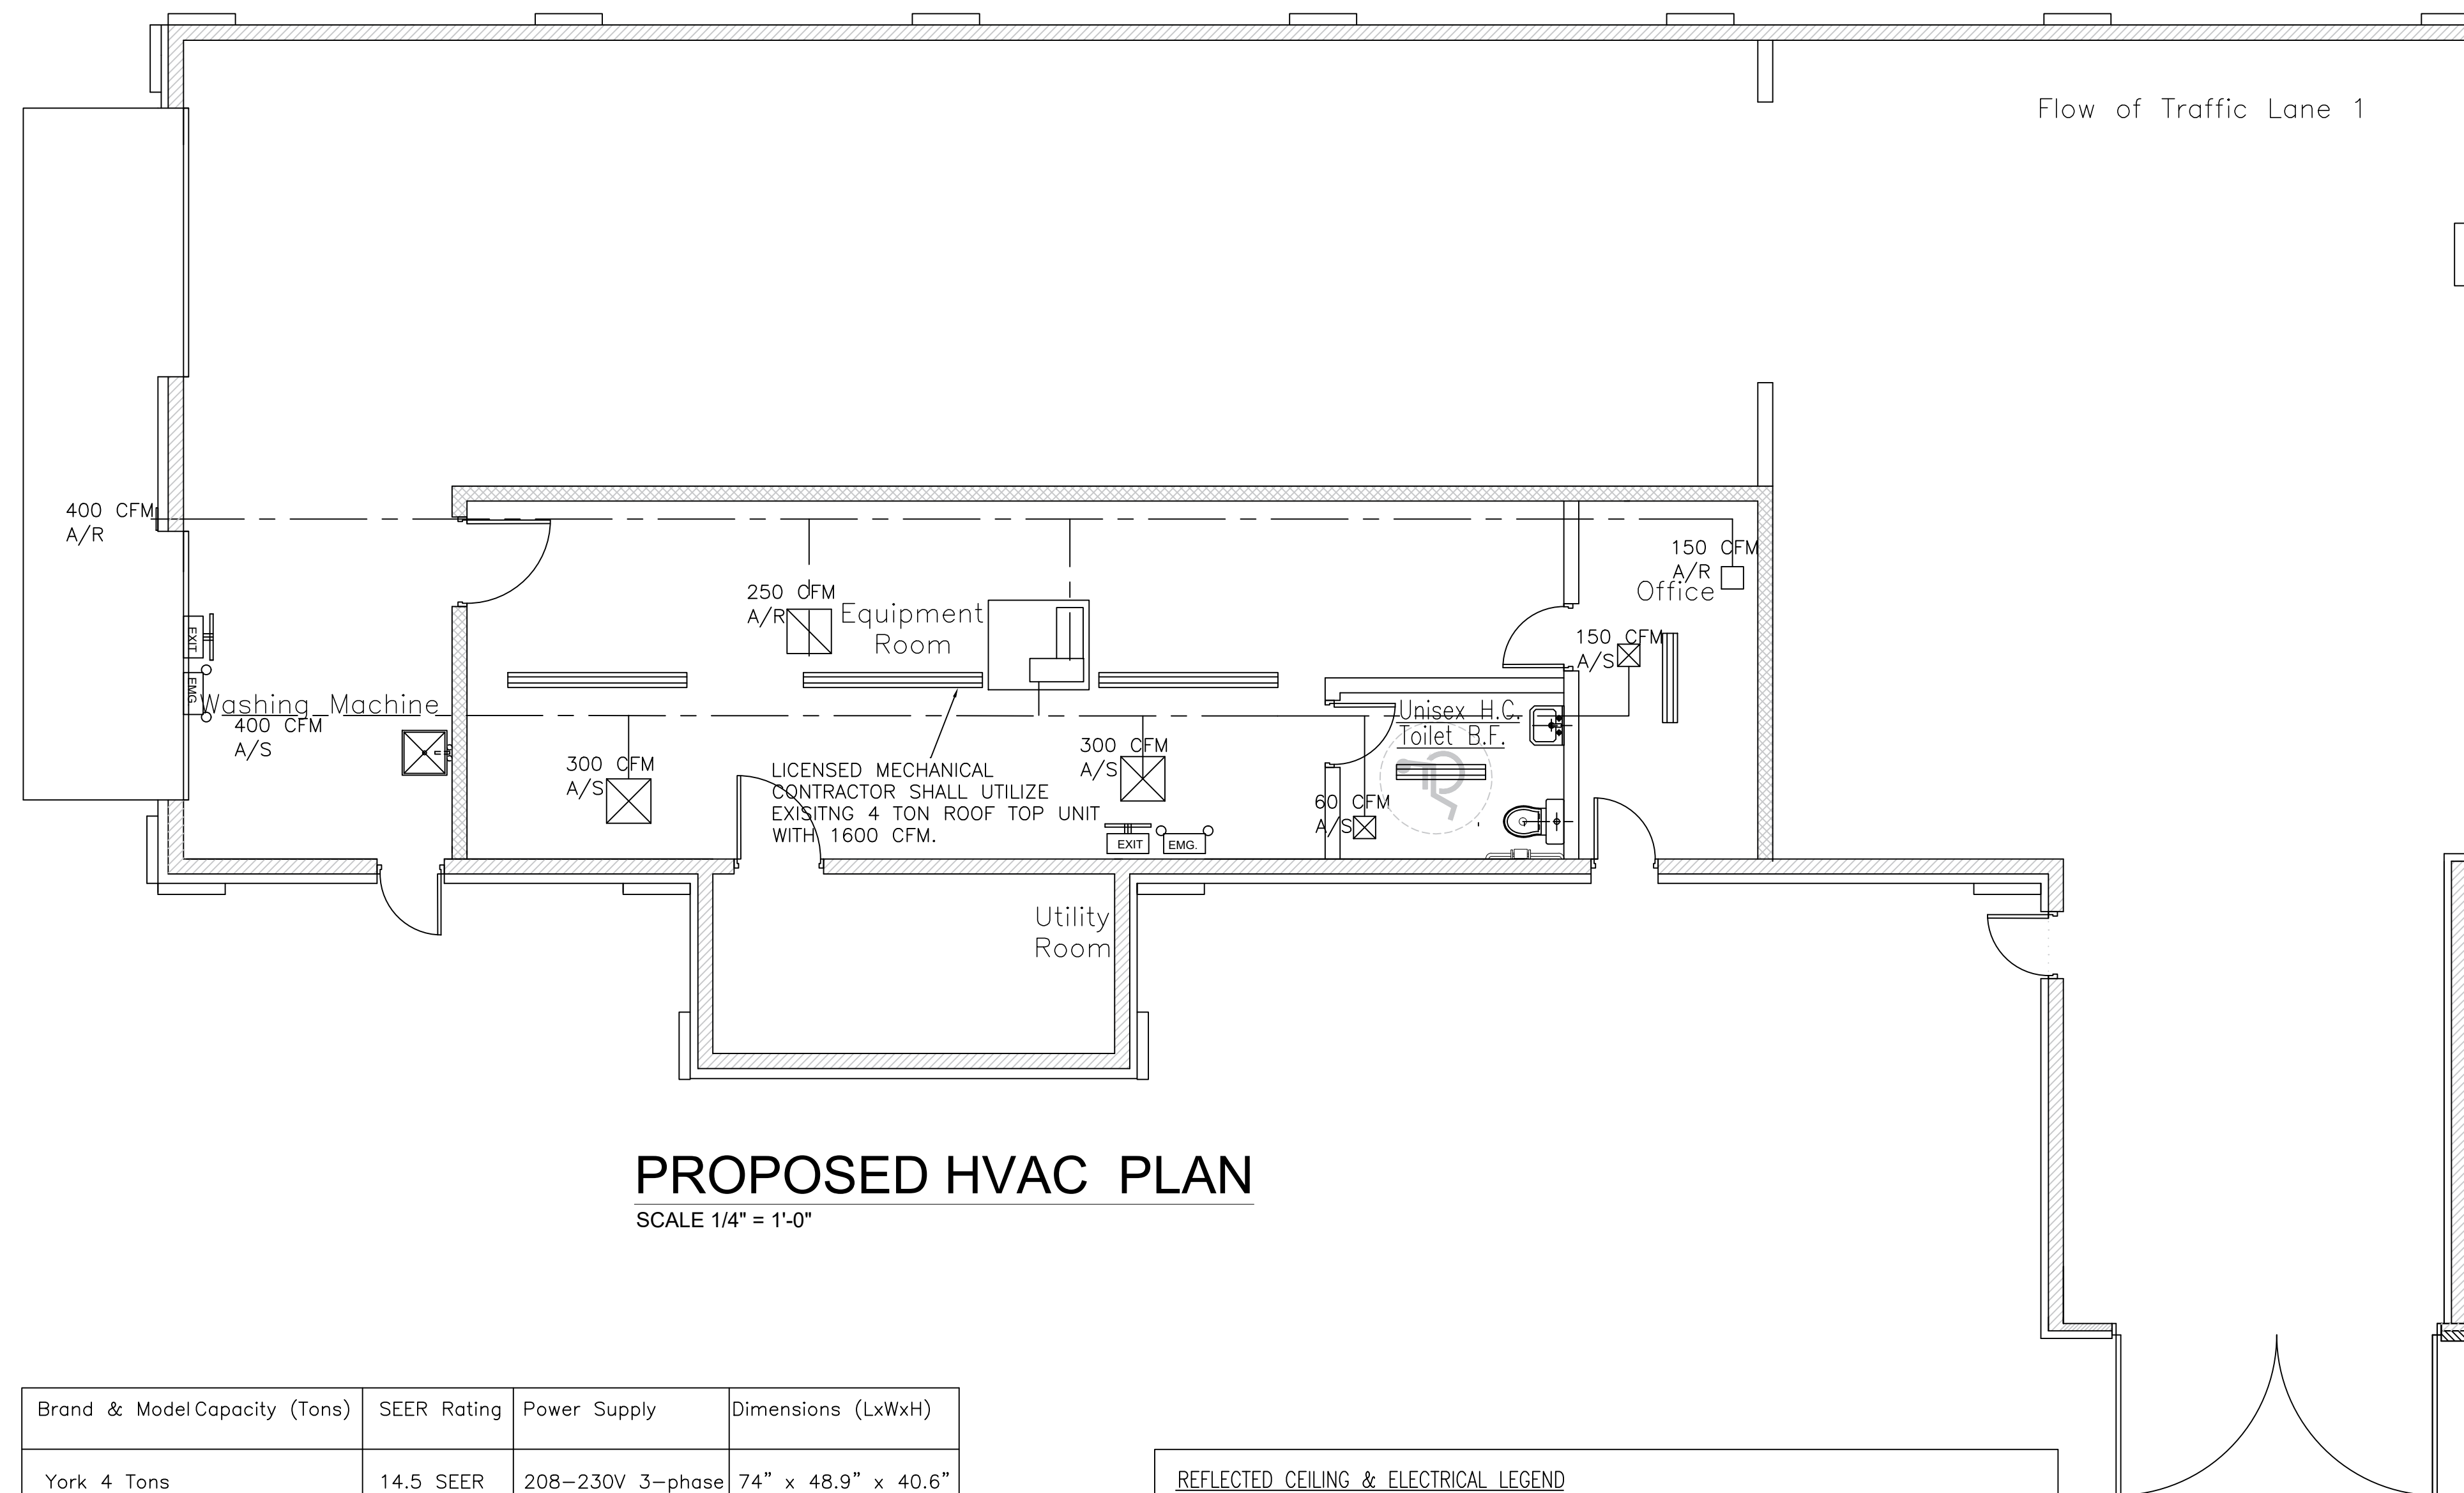 Flow of Traffic Lane 1
400 CFM
A/R
150 CFM
A/R
Office
250 CFM
A/R
Equipment
Room
150 CFM
A/S
EXIT
EMG
Washing Machine
400 CFM
A/S
Unisex H.C.
Toilet B.F.
300 CFM
A/S
300 CFM
A/S
LICENSED MECHANICAL
CONTRACTOR SHALL UTILIZE
EXISITNG 4 TON ROOF TOP UNIT
WITH 1600 CFM.
60 CFM
A/S
EXIT
EMG.
Utility
Room
PROPOSED HVAC PLAN
SCALE 1/4" = 1'-0"
Brand & Model Capacity (Tons) SEER Rating Power Supply Dimensions (LxWxH)
York 4 Tons 14.5 SEER 208-230V 3-phase 74" x 48.9" x 40.6"
REFLECTED CEILING & ELECTRICAL LEGEND